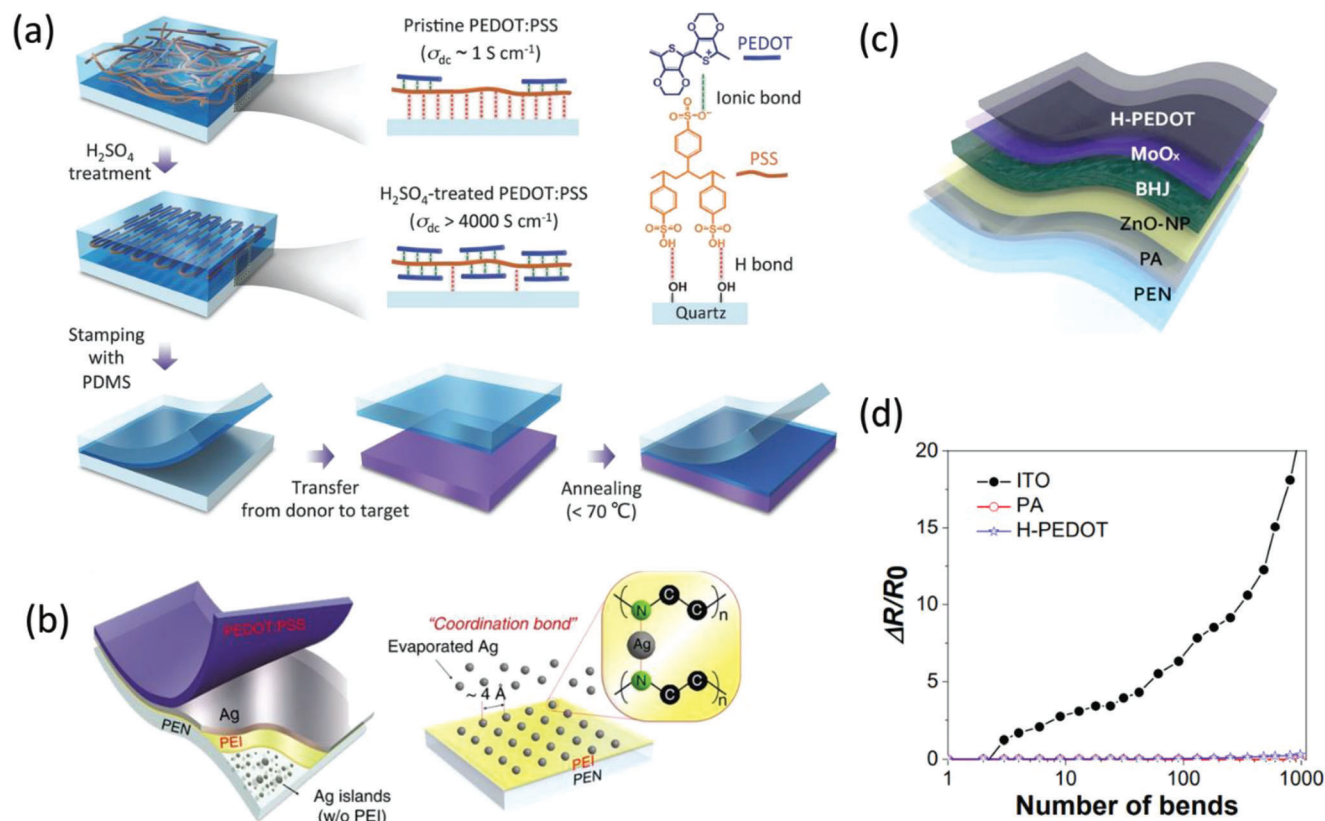 (a)
Pristine PEDOT:PSS
(σdc ~ 1 S cm⁻¹)
H₂SO₄
treatment
H₂SO₄-treated PEDOT:PSS
(σdc > 4000 S cm⁻¹)
Stamping
with
PDMS
Transfer
from donor to target
Annealing
(< 70 ℃)
O
O
S
S
+
O
O
PEDOT
Ionic bond
O=S–O⁻
O
PSS
O
S
O
OH
O
S
O
OH
H bond
OH
OH
Quartz
(b)
PEDOT:PSS
Ag
PEN
PEI
Ag islands
(w/o PEI)
"Coordination bond"
Evaporated Ag
~ 4 Å
PEI
PEN
N
C
C
n
Ag
N
C
C
n
(c)
H-PEDOT
MoOₓ
BHJ
ZnO-NP
PA
PEN
(d)
20
15
10
5
0
ΔR/R0
ITO
PA
H-PEDOT
1
10
100
1000
Number of bends